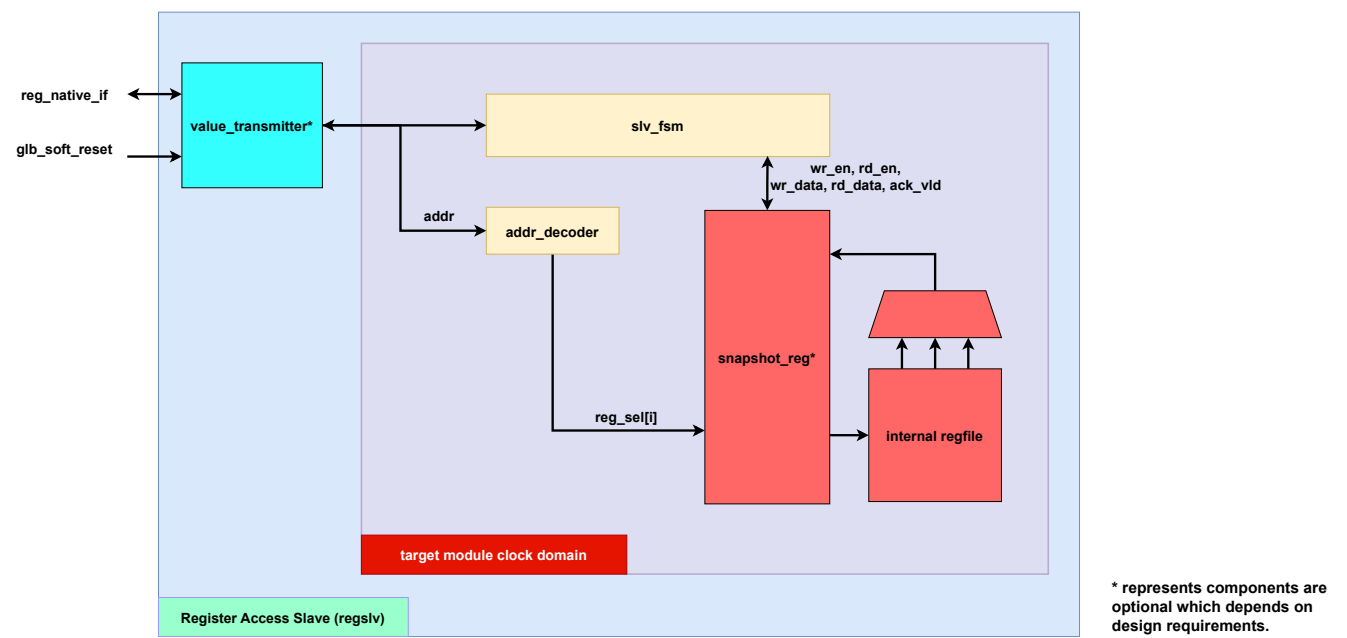 reg_native_if
glb_soft_reset
value_transmitter*
slv_fsm
wr_en, rd_en,
wr_data, rd_data, ack_vld
addr
addr_decoder
snapshot_reg*
reg_sel[i]
internal regfile
target module clock domain
Register Access Slave (regslv)
* represents components are
optional which depends on
design requirements.